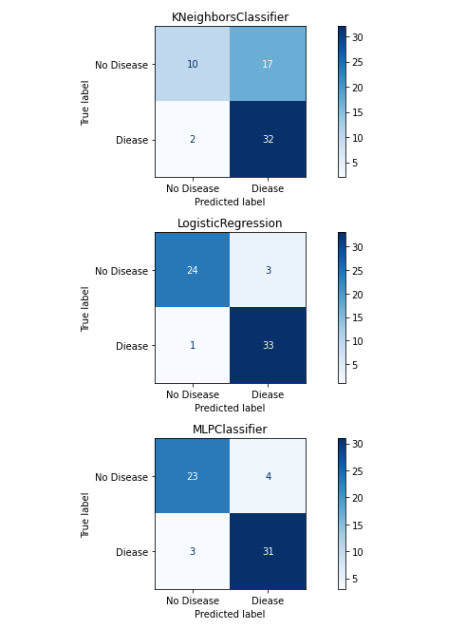 KNeighborsClassifier
No Disease
10
17
Diease
2
32
True label
No Disease
Diease
Predicted label
30
25
20
15
10
5
LogisticRegression
No Disease
24
3
Diease
1
33
True label
No Disease
Diease
Predicted label
30
25
20
15
10
5
MLPClassifier
No Disease
23
4
Diease
3
31
True label
No Disease
Diease
Predicted label
30
25
20
15
10
5